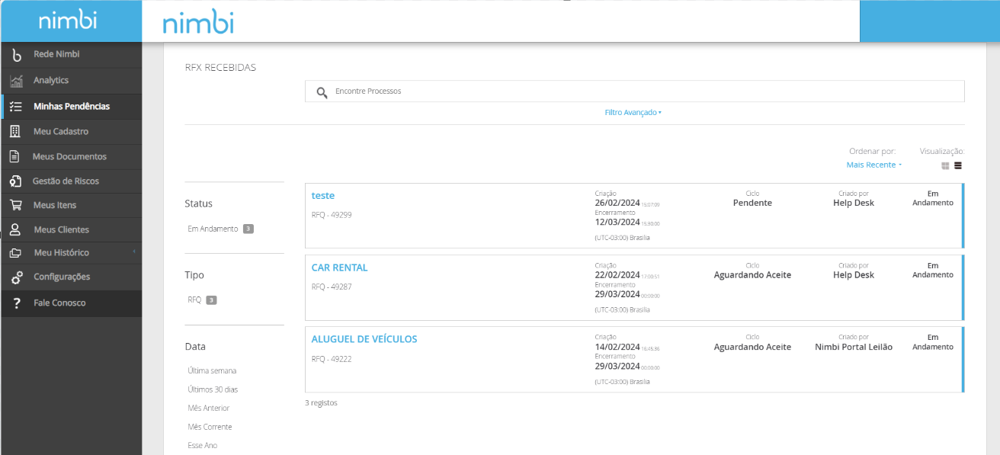 nimbi
nimbi
Rede Nimbi
Analytics
Minhas Pendências
Meu Cadastro
Meus Documentos
Gestão de Riscos
Meus Itens
Meus Clientes
Meu Histórico
Configurações
Fale Conosco
RFX RECEBIDAS
Encontre Processos
Filtro Avançado
Ordenar por: Visualização:
Mais Recente
Status
Em Andamento 3
Tipo
RFQ 3
Data
Última semana
Últimos 30 dias
Mês Anterior
Mês Corrente
Esse Ano
teste
RFQ - 49299
Criação
26/02/2024 15:07:09
Encerramento
12/03/2024 15:30:00
(UTC-03:00) Brasilia
Ciclo
Pendente
Criado por
Help Desk
Em
Andamento
CAR RENTAL
RFQ - 49287
Criação
22/02/2024 17:00:51
Encerramento
29/03/2024 00:00:00
(UTC-03:00) Brasilia
Ciclo
Aguardando Aceite
Criado por
Help Desk
Em
Andamento
ALUGUEL DE VEÍCULOS
RFQ - 49222
Criação
14/02/2024 16:45:36
Encerramento
29/03/2024 00:00:00
(UTC-03:00) Brasilia
Ciclo
Aguardando Aceite
Criado por
Nimbi Portal Leilão
Em
Andamento
3 registos